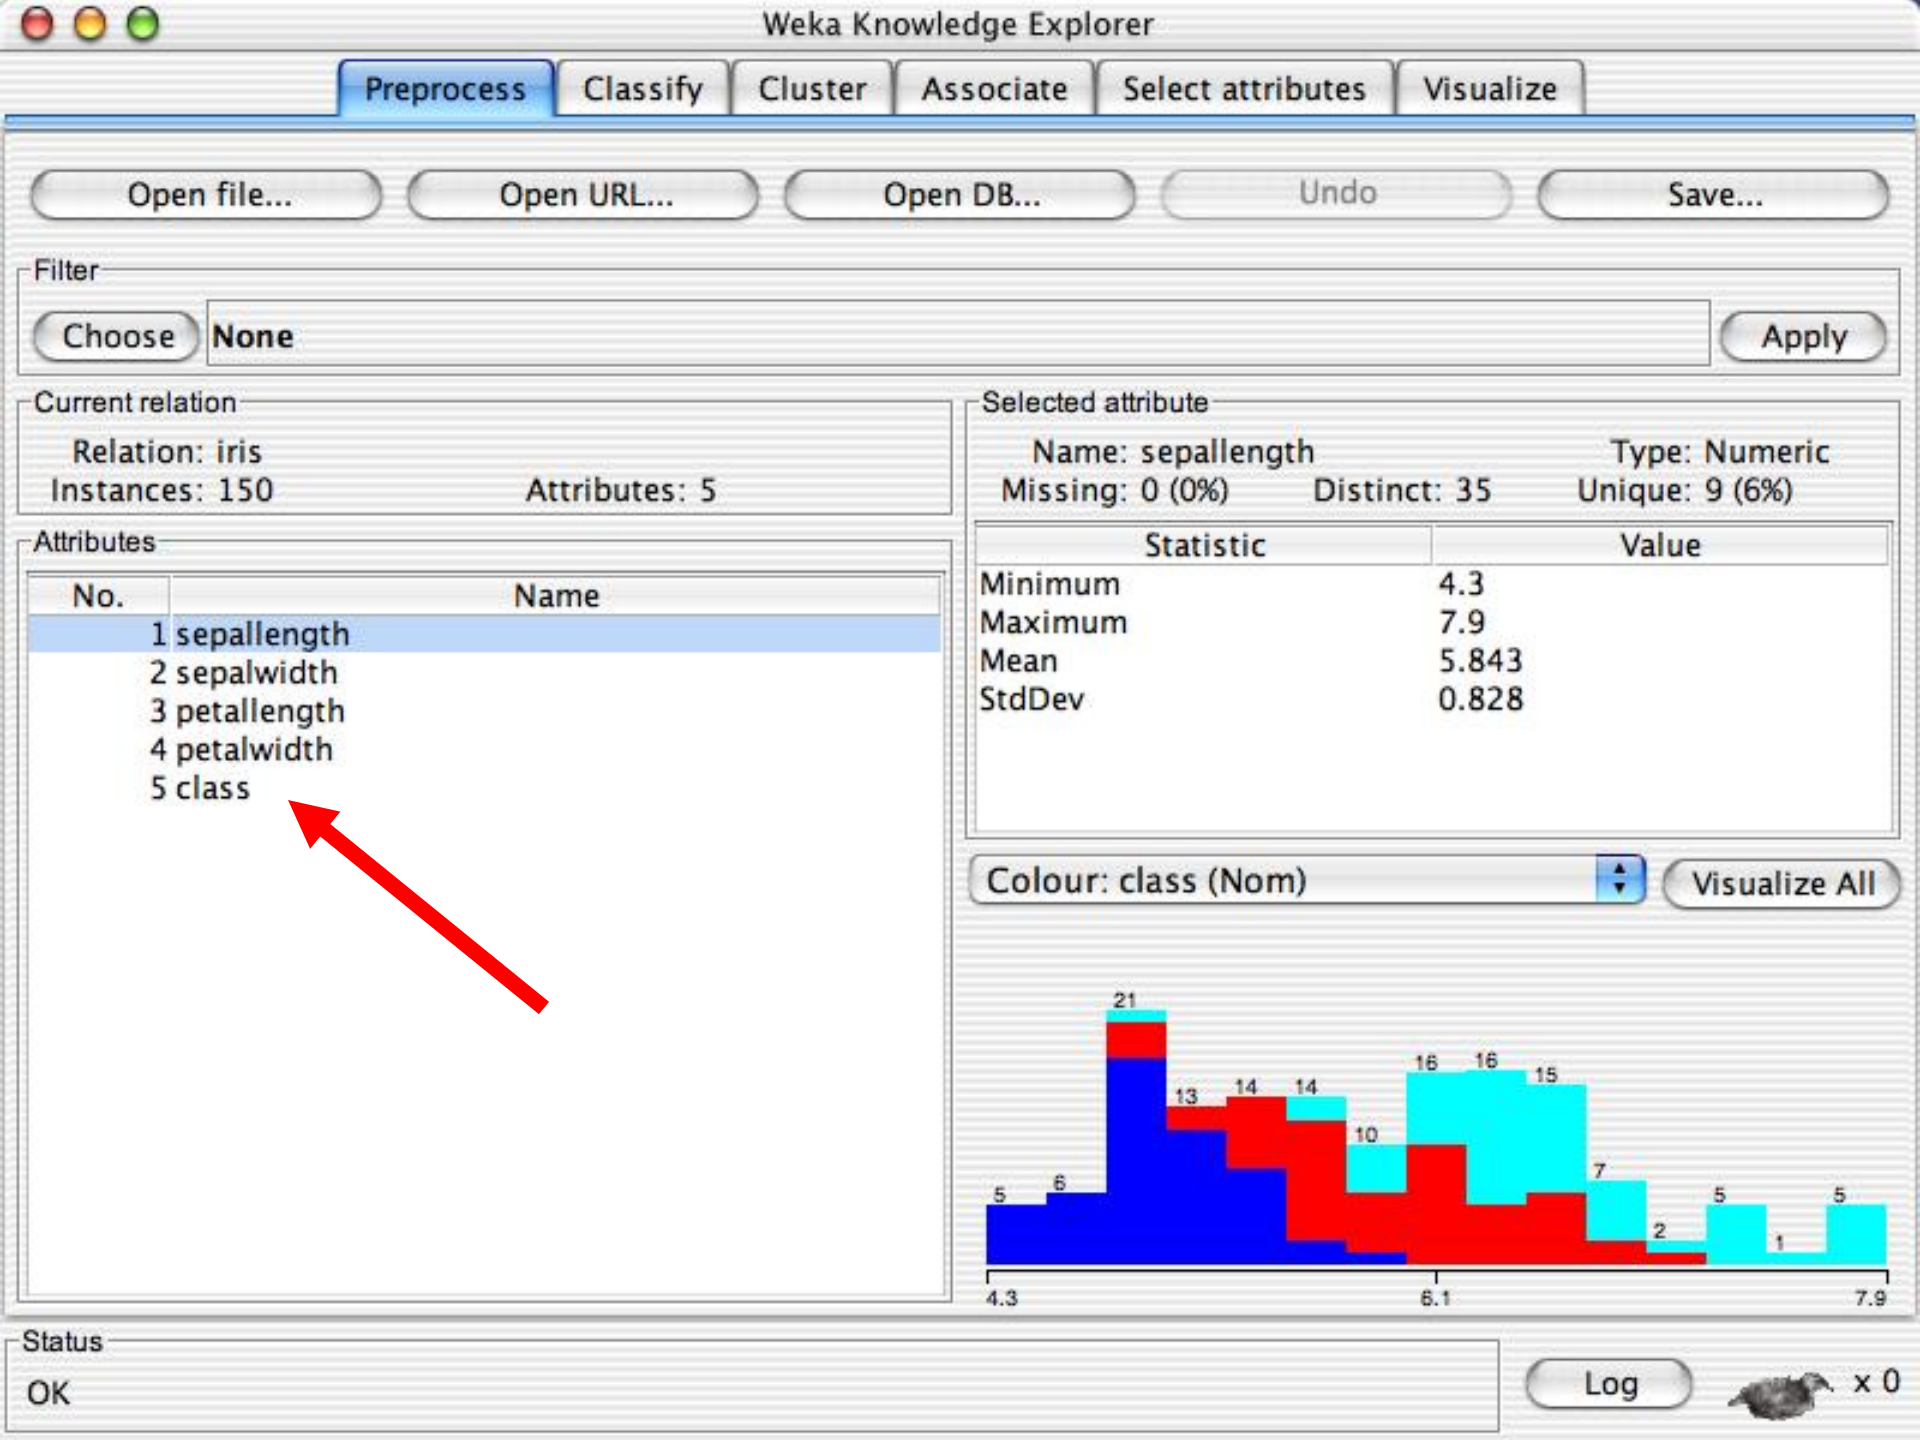 Weka Knowledge Explorer
Preprocess Classify Cluster Associate Select attributes Visualize
Open file... Open URL... Open DB... Undo Save...
Filter
Choose None Apply
Current relation
Relation: iris
Instances: 150 Attributes: 5
Attributes
No. Name
1 sepallength
2 sepalwidth
3 petallength
4 petalwidth
5 class
Selected attribute
Name: sepallength Type: Numeric
Missing: 0 (0%) Distinct: 35 Unique: 9 (6%)
Statistic Value
Minimum 4.3
Maximum 7.9
Mean 5.843
StdDev 0.828
Colour: class (Nom) Visualize All
5 6 21 13 14 14 10 16 16 15 7 2 5 1 5
4.3 6.1 7.9
Status
OK
Log x 0